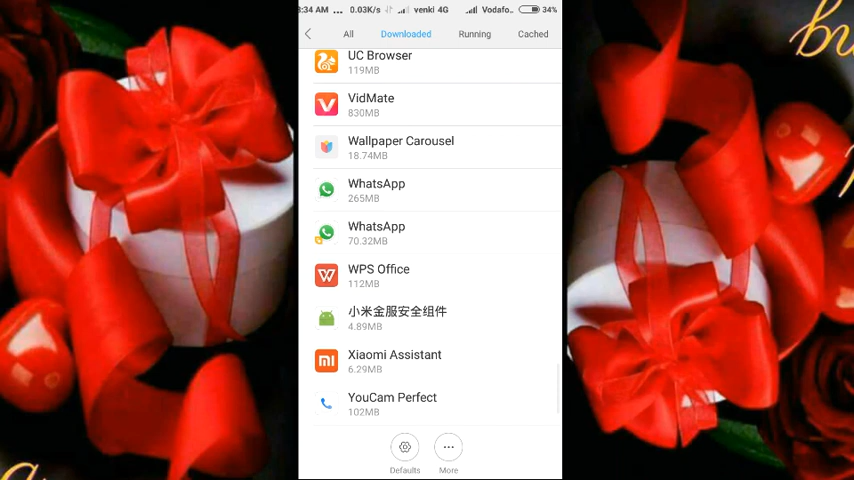 3:34 AM ... 0.03K/s venki 4G Vodafo.. 34%
All Downloaded Running Cached
UC Browser
119MB
VidMate
830MB
Wallpaper Carousel
18.74MB
WhatsApp
265MB
WhatsApp
70.32MB
WPS Office
112MB
小米金服安全组件
4.89MB
Xiaomi Assistant
6.29MB
YouCam Perfect
102MB
Defaults More
bu